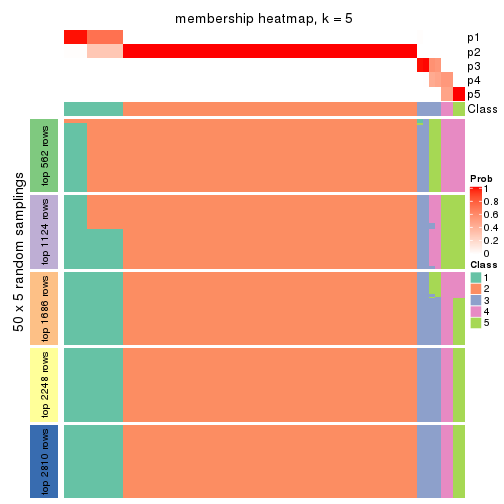 membership heatmap, k = 5
p1
p2
p3
p4
p5
Class
50 x 5 random samplings
top 562 rows
top 1124 rows
top 1686 rows
top 2248 rows
top 2810 rows
Prob
1
0.8
0.6
0.4
0.2
0
Class
1
2
3
4
5